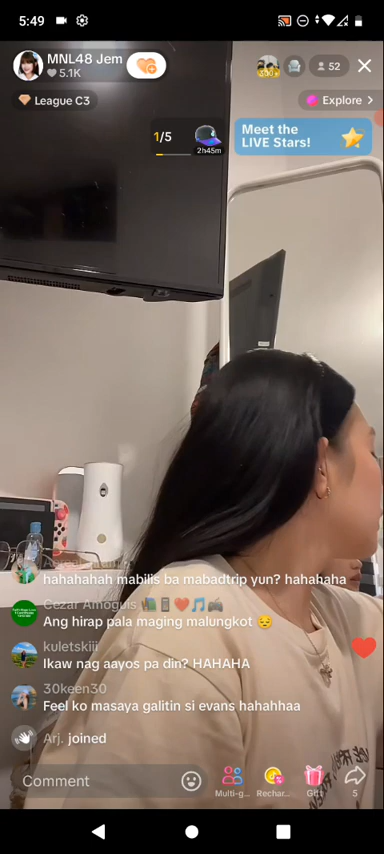 5:49
MNL48 Jem
5.1K
52
League C3
Explore
1/5
2h45m
Meet the
LIVE Stars!
hahahahah mabilis ba mabadtrip yun? hahahaha
Cezar Amoguis
Ang hirap pala maging malungkot 😔
kuletskiii
Ikaw nag aayos pa din? HAHAHA
30keen30
Feel ko masaya galitin si evans hahahhaa
Arj. joined
Comment
Multi-g...
Rechar...
Gift
5